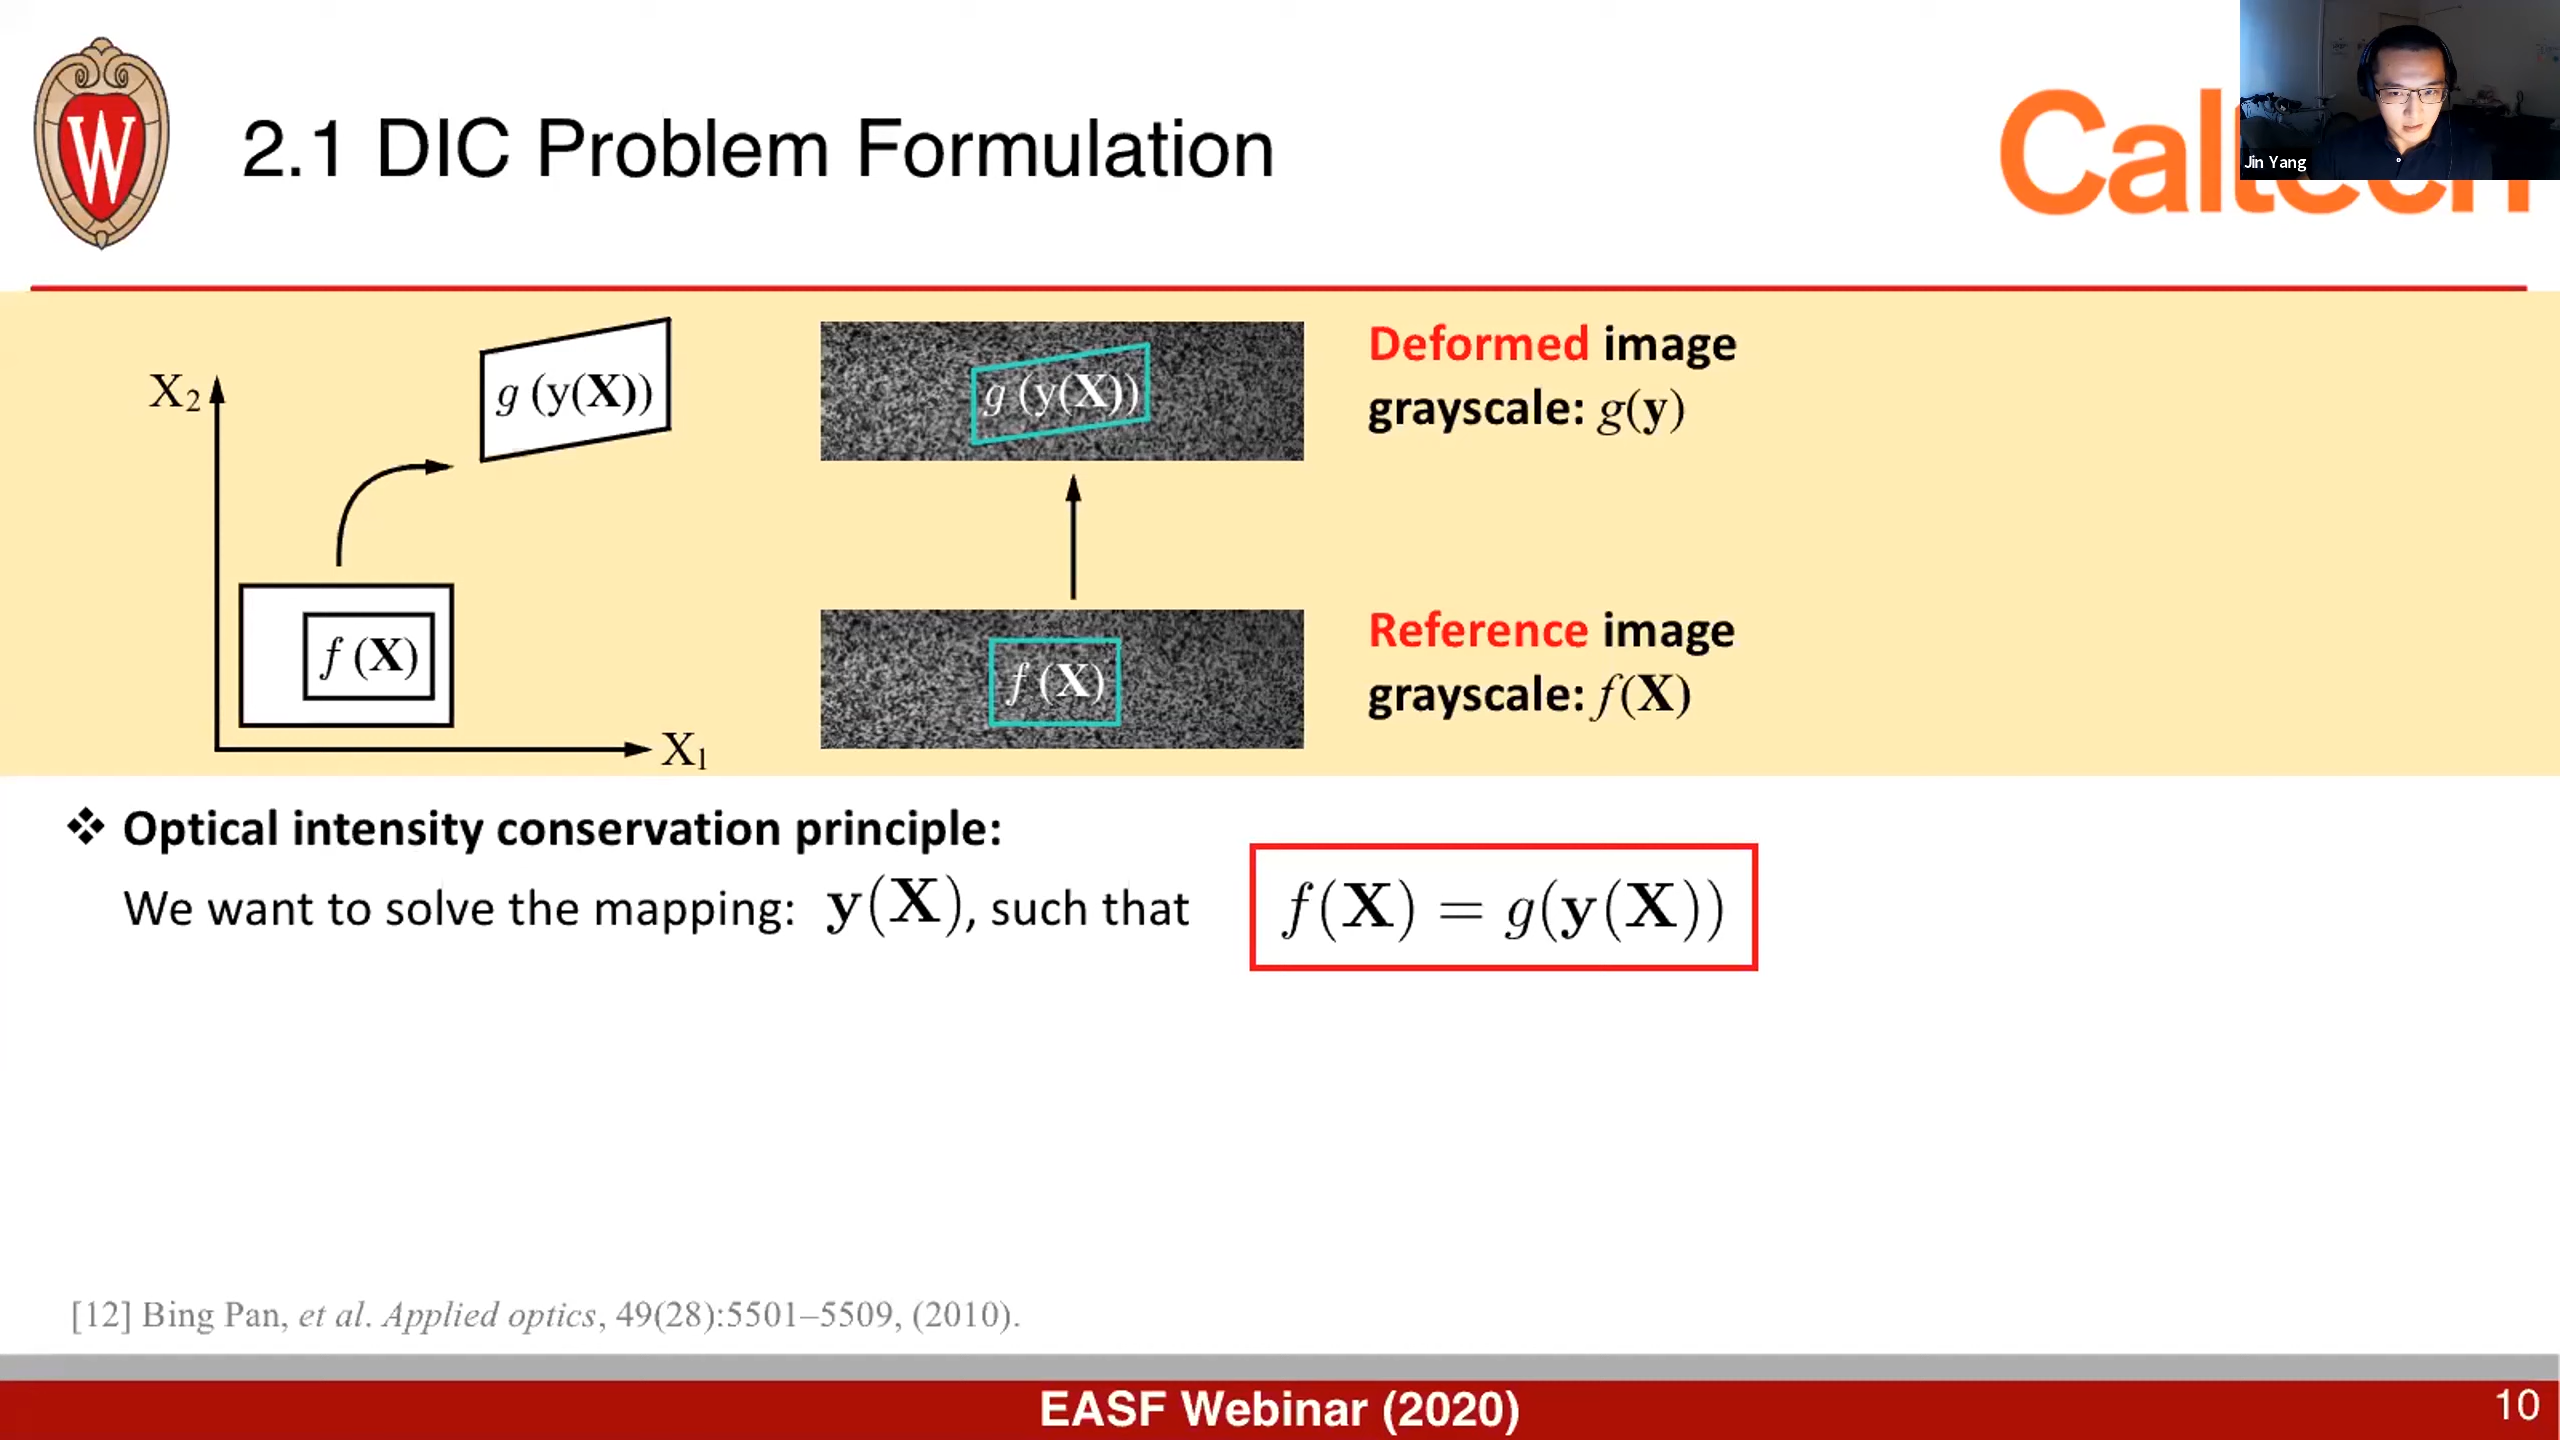 W
2.1 DIC Problem Formulation
Caltech
Jin Yang
X₂
g (y(X))
f (X)
X₁
g (y(X))
f (X)
Deformed image
grayscale: g(y)
Reference image
grayscale: f(X)
❖ Optical intensity conservation principle:
We want to solve the mapping: y(X), such that
f(X) = g(y(X))
[12] Bing Pan, et al. Applied optics, 49(28):5501–5509, (2010).
EASF Webinar (2020)
10